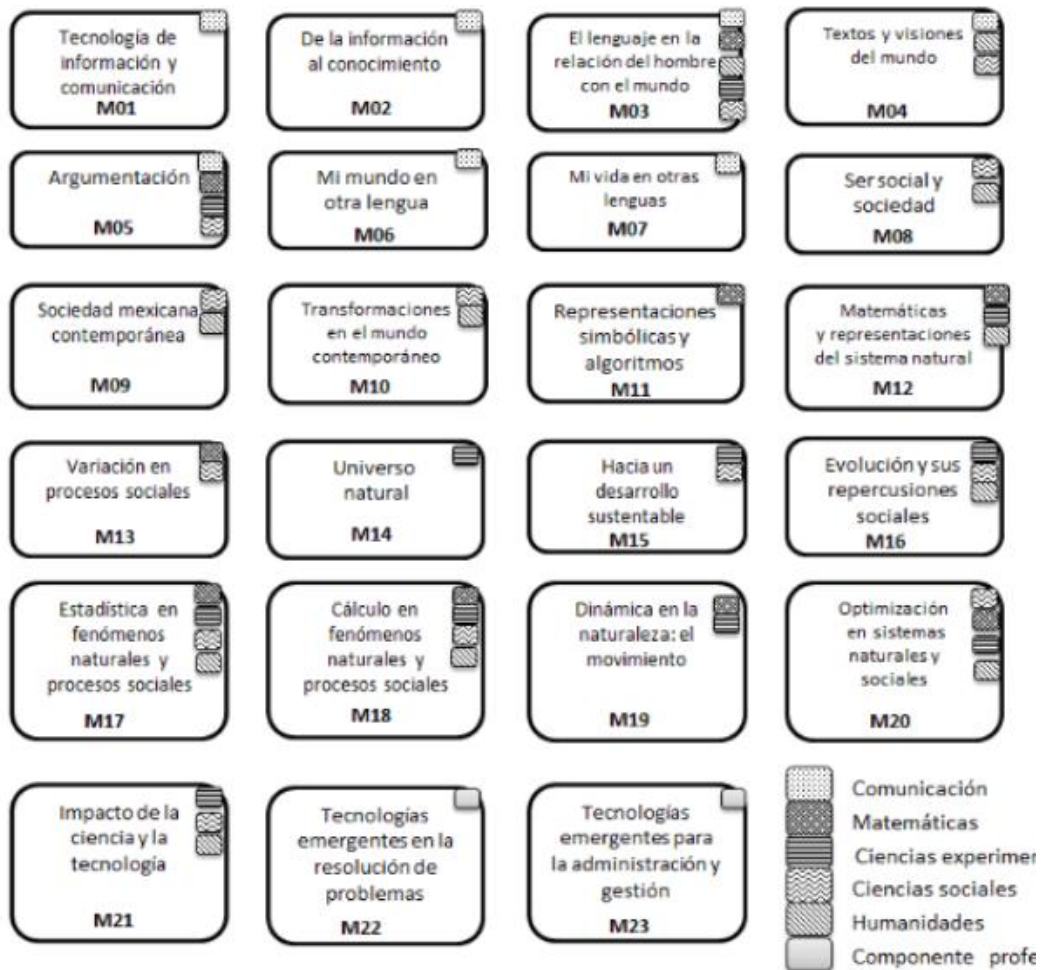 Tecnología de
información y
comunicación
M01
De la información
al conocimiento
M02
El lenguaje en la
relación del hombre
con el mundo
M03
Textos y visiones
del mundo
M04
Argumentación
M05
Mi mundo en
otra lengua
M06
Mi vida en otras
lenguas
M07
Ser social y
sociedad
M08
Sociedad mexicana
contemporánea
M09
Transformaciones
en el mundo
contemporáneo
M10
Representaciones
simbólicas y
algoritmos
M11
Matemáticas
y representaciones
del sistema natural
M12
Variación en
procesos sociales
M13
Universo
natural
M14
Hacia un
desarrollo
sustentable
M15
Evolución y sus
repercusiones
sociales
M16
Estadística en
fenómenos
naturales y
procesos sociales
M17
Cálculo en
fenómenos
naturales y
procesos sociales
M18
Dinámica en la
naturaleza: el
movimiento
M19
Optimización
en sistemas
naturales y
sociales
M20
Impacto de la
ciencia y la
tecnología
M21
Tecnologías
emergentes en la
resolución de
problemas
M22
Tecnologías
emergentes para
la administración y
gestión
M23
Comunicación
Matemáticas
Ciencias experimen
Ciencias sociales
Humanidades
Componente profe